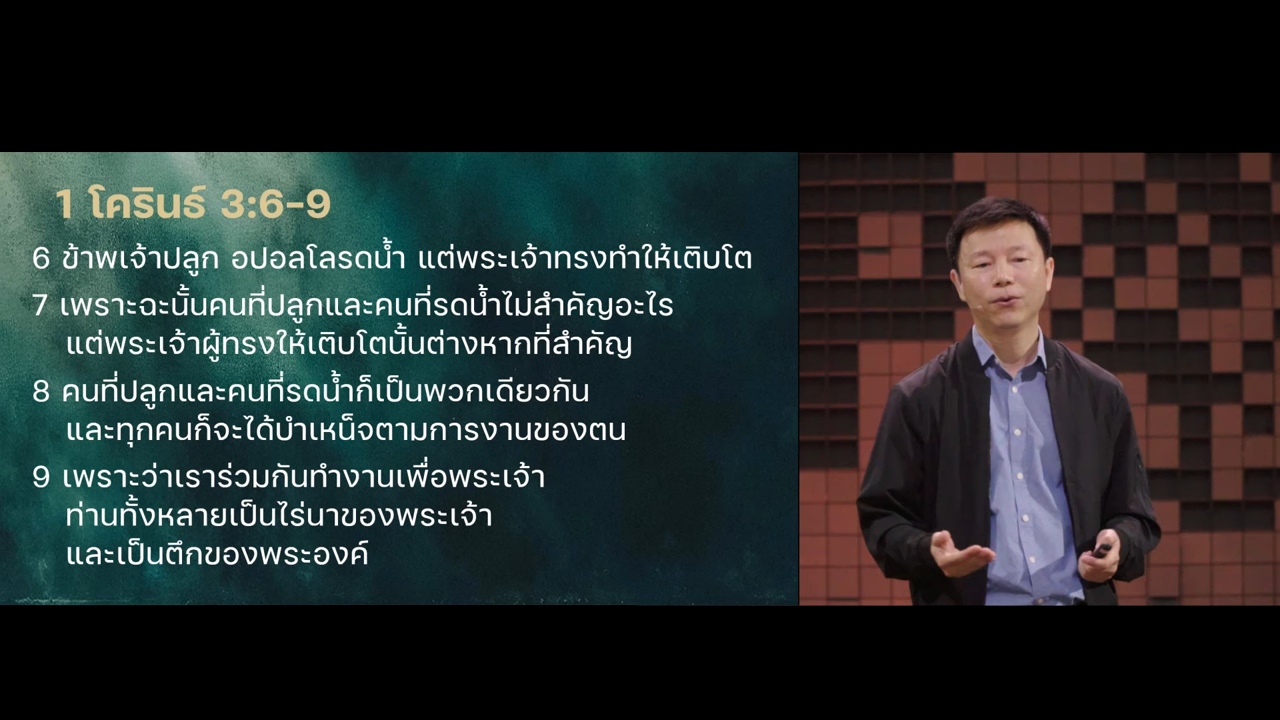 1 โครินธ์ 3:6-9
6 ข้าพเจ้าปลูก อปอลโลรดน้ำ แต่พระเจ้าทรงทำให้เติบโต
7 เพราะฉะนั้นคนที่ปลูกและคนที่รดน้ำไม่สำคัญอะไร
แต่พระเจ้าผู้ทรงให้เติบโตนั้นต่างหากที่สำคัญ
8 คนที่ปลูกและคนที่รดน้ำก็เป็นพวกเดียวกัน
และทุกคนก็จะได้บำเหน็จตามการงานของตน
9 เพราะว่าเราร่วมกันทำงานเพื่อพระเจ้า
ท่านทั้งหลายเป็นไร่นาของพระเจ้า
และเป็นตึกของพระองค์